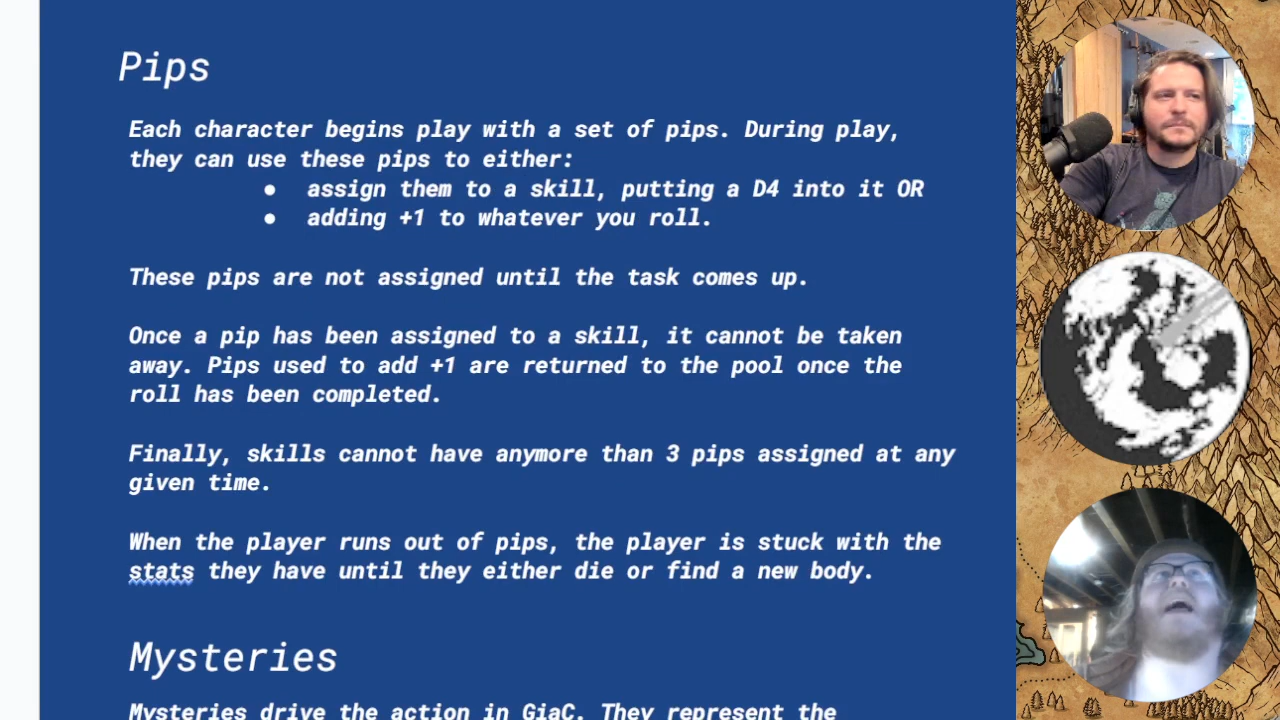 Pips
Each character begins play with a set of pips. During play,
they can use these pips to either:
● assign them to a skill, putting a D4 into it OR
● adding +1 to whatever you roll.
These pips are not assigned until the task comes up.
Once a pip has been assigned to a skill, it cannot be taken
away. Pips used to add +1 are returned to the pool once the
roll has been completed.
Finally, skills cannot have anymore than 3 pips assigned at any
given time.
When the player runs out of pips, the player is stuck with the
stats they have until they either die or find a new body.
Mysteries
Mysteries drive the action in GiaC. They represent the